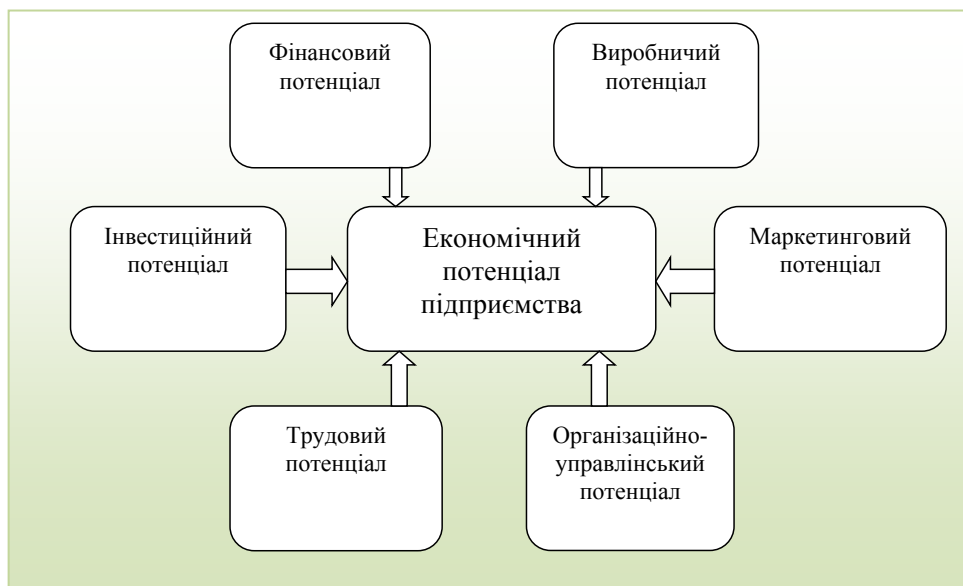 Фінансовий
потенціал
Виробничий
потенціал
Інвестиційний
потенціал
Економічний
потенціал
підприємства
Маркетинговий
потенціал
Трудовий
потенціал
Організаційно-
управлінський
потенціал